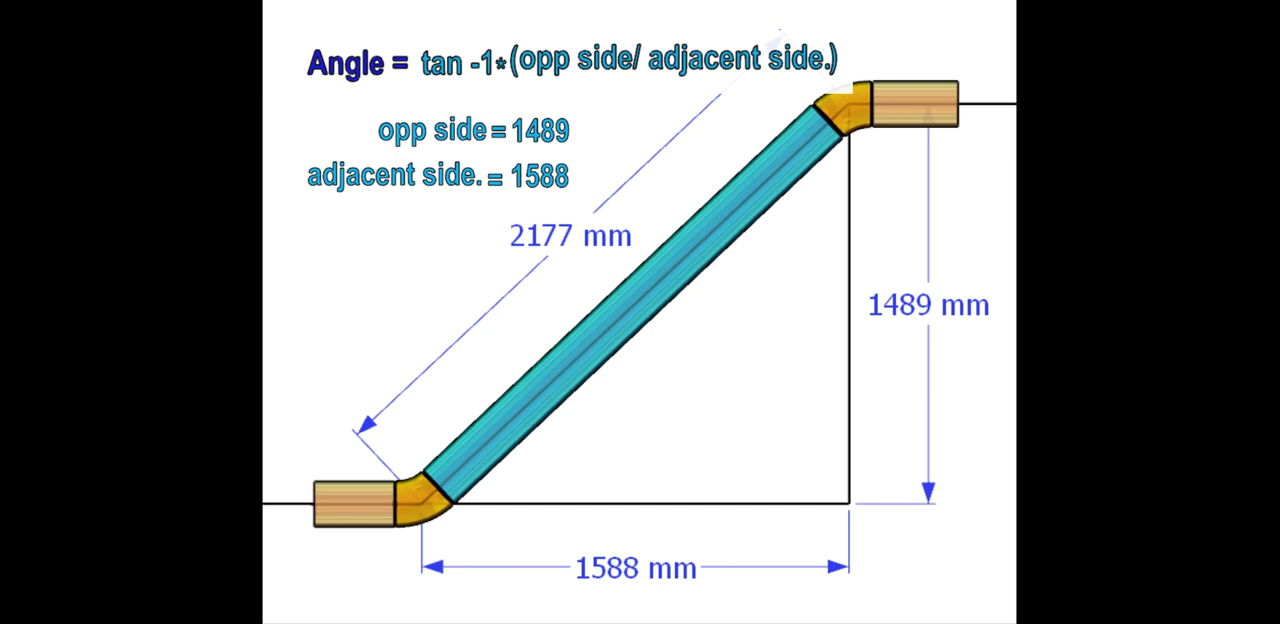 Angle = tan -1*(opp side/ adjacent side.)
opp side = 1489
adjacent side. = 1588
2177 mm
1489 mm
1588 mm